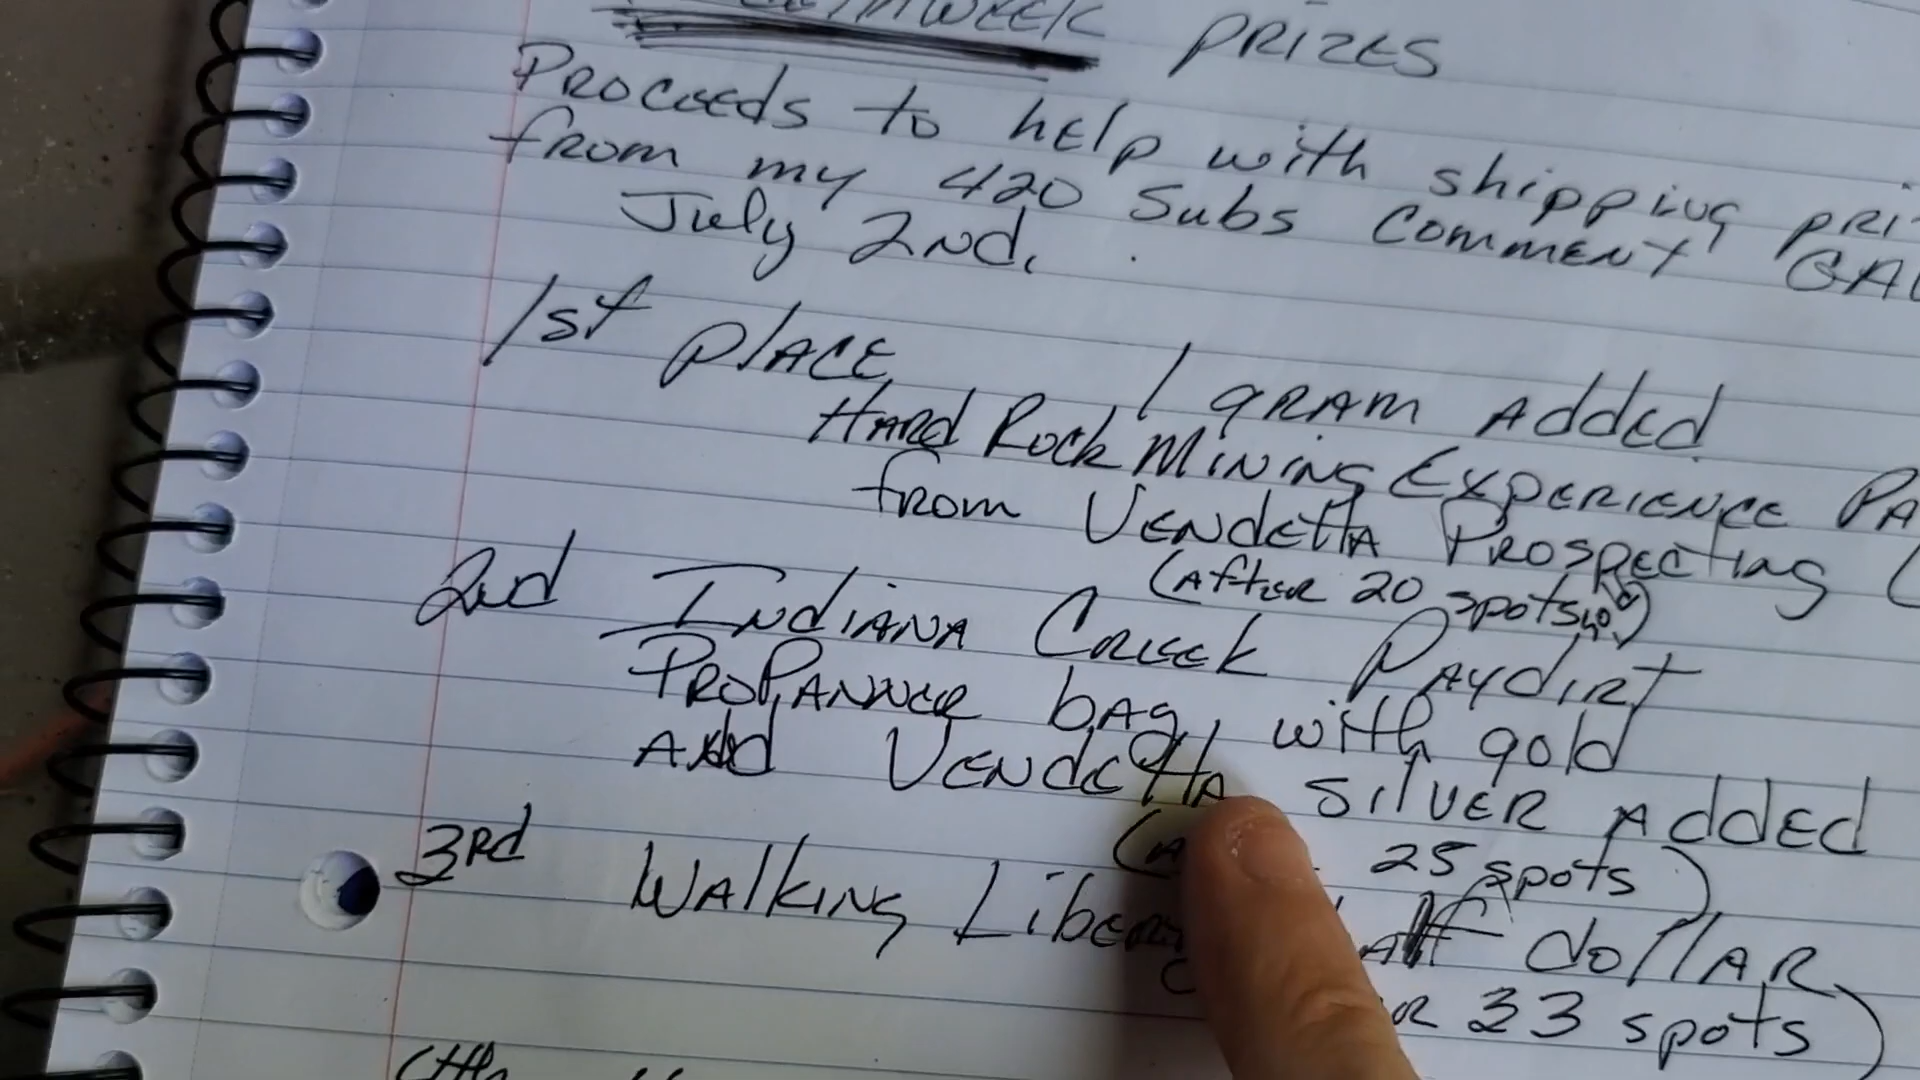 PRIZES
PROCEEDS to HELP with shipping
from my 420 Subs COMMENT
July 2ND.
1st PLACE 1 GRAM Added
HARD Rock MINING EXPERIENCE
from VENDETTA PROSPECTING
(AFTER 20 spots)
2nd INDIANA CREEK PAYDIRT
PROPANNER bAg, with gold
AND VENDETTA SILVER AddED
25 spots)
3RD WALKING LIBERTY HALF dollAR
33 spots)